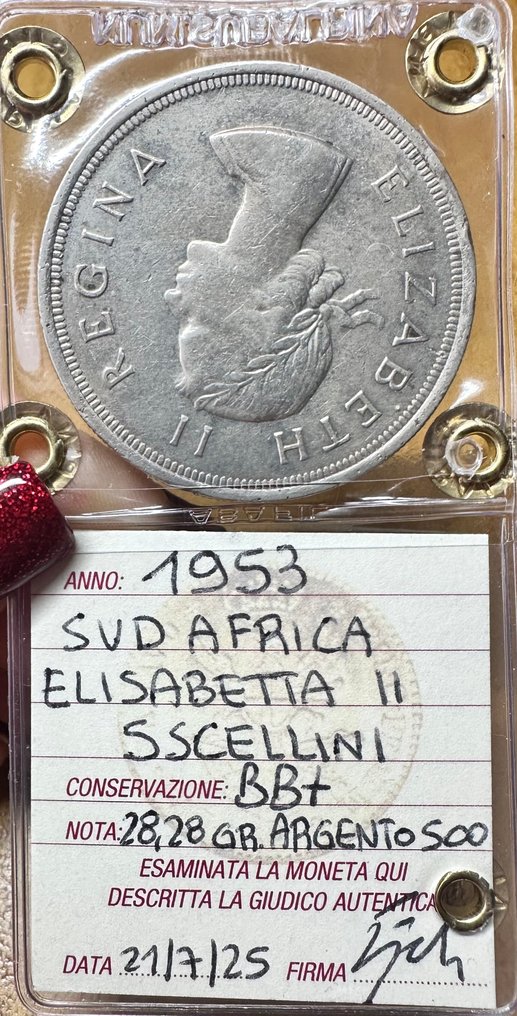 ELIZABETH II REGINA
ANNO: 1953
SUD AFRICA
ELISABETTA II
5SCELLINI
CONSERVAZIONE: BB+
NOTA: 28,28 GR. ARGENTO 500
ESAMINATA LA MONETA QUI
DESCRITTA LA GIUDICO AUTENTICA
DATA 21/7/25 FIRMA